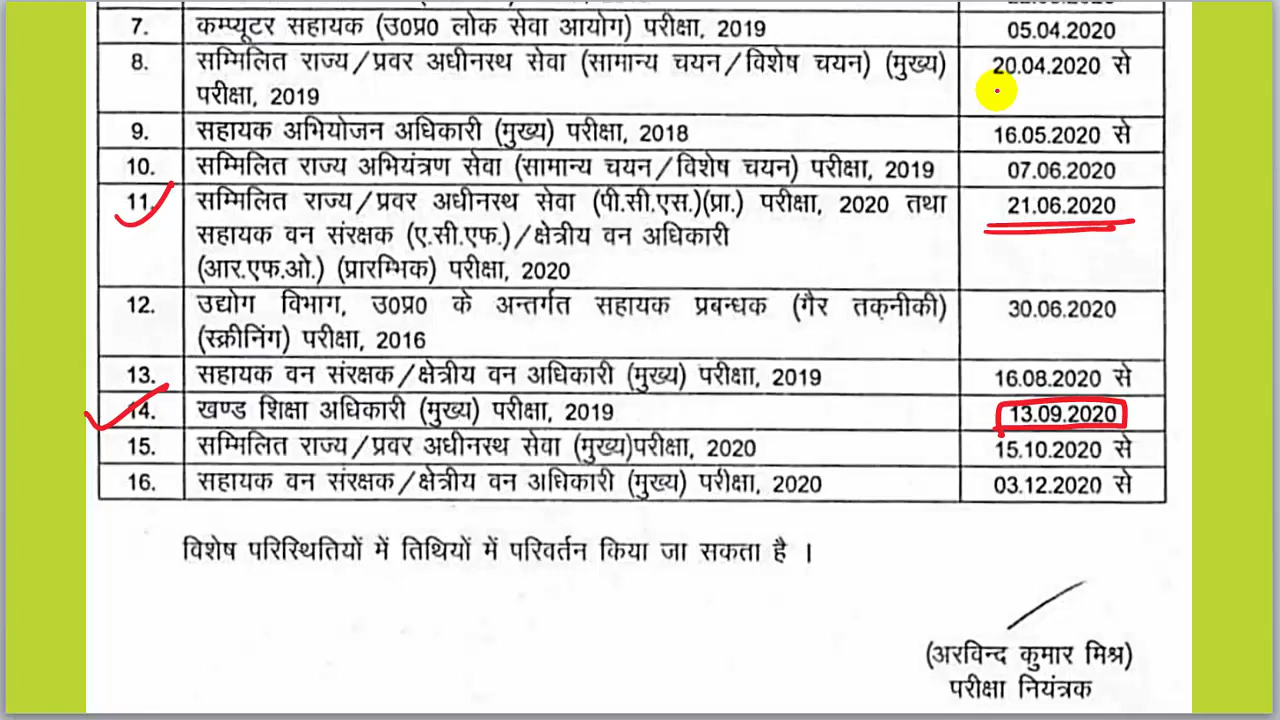 7. कम्प्यूटर सहायक (उ0प्र0 लोक सेवा आयोग) परीक्षा, 2019 05.04.2020
8. सम्मिलित राज्य/प्रवर अधीनस्थ सेवा (सामान्य चयन/विशेष चयन) (मुख्य) 20.04.2020 से
परीक्षा, 2019
9. सहायक अभियोजन अधिकारी (मुख्य) परीक्षा, 2018 16.05.2020 से
10. सम्मिलित राज्य अभियंत्रण सेवा (सामान्य चयन/विशेष चयन) परीक्षा, 2019 07.06.2020
11. सम्मिलित राज्य/प्रवर अधीनस्थ सेवा (पी.सी.एस.)(प्रा.) परीक्षा, 2020 तथा 21.06.2020
सहायक वन संरक्षक (ए.सी.एफ.)/क्षेत्रीय वन अधिकारी
(आर.एफ.ओ.) (प्रारम्भिक) परीक्षा, 2020
12. उद्योग विभाग, उ0प्र0 के अन्तर्गत सहायक प्रबन्धक (गैर तकनीकी) 30.06.2020
(स्क्रीनिंग) परीक्षा, 2016
13. सहायक वन संरक्षक/क्षेत्रीय वन अधिकारी (मुख्य) परीक्षा, 2019 16.08.2020 से
14. खण्ड शिक्षा अधिकारी (मुख्य) परीक्षा, 2019 13.09.2020
15. सम्मिलित राज्य/प्रवर अधीनस्थ सेवा (मुख्य)परीक्षा, 2020 15.10.2020 से
16. सहायक वन संरक्षक/क्षेत्रीय वन अधिकारी (मुख्य) परीक्षा, 2020 03.12.2020 से
विशेष परिस्थितियों में तिथियों में परिवर्तन किया जा सकता है ।
(अरविन्द कुमार मिश्र)
परीक्षा नियंत्रक